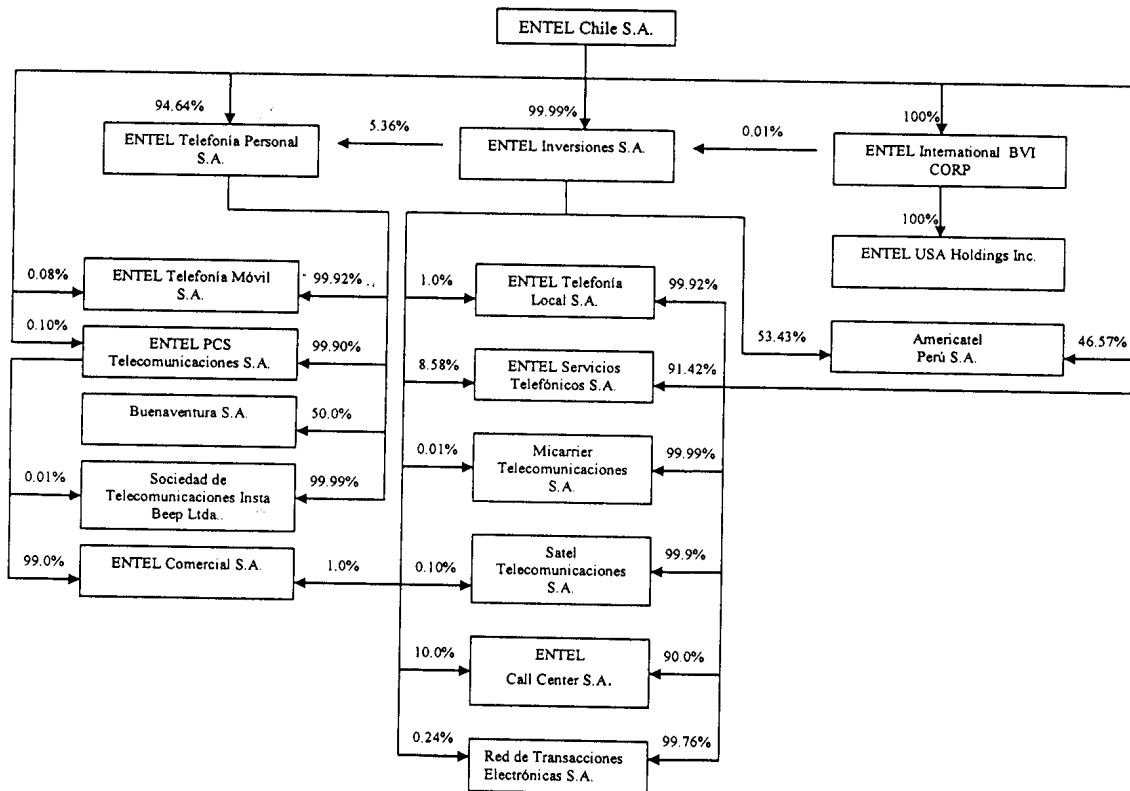 ENTEL Chile S.A.
94.64%
99.99%
100%
ENTEL Telefonía Personal
S.A.
5.36%
ENTEL Inversiones S.A.
0.01%
ENTEL International BVI
CORP
100%
ENTEL USA Holdings Inc.
0.08%
ENTEL Telefonía Móvil
S.A.
99.92%
1.0%
ENTEL Telefonía
Local S.A.
99.92%
0.10%
ENTEL PCS
Telecomunicaciones S.A.
99.90%
53.43%
Americatel
Perú S.A.
46.57%
8.58%
ENTEL Servicios
Telefónicos S.A.
91.42%
Buenaventura S.A.
50.0%
0.01%
Micarrier
Telecomunicaciones
S.A.
99.99%
0.01%
Sociedad de
Telecomunicaciones Insta
Beep Ltda..
99.99%
99.0%
ENTEL Comercial S.A.
1.0%
0.10%
Satel
Telecomunicaciones
S.A.
99.9%
10.0%
ENTEL
Call Center S.A.
90.0%
0.24%
Red de Transacciones
Electrónicas S.A.
99.76%